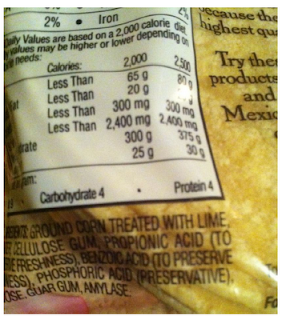 2% • Iron 2%
Daily Values are based on a 2,000 calorie diet.
values may be higher or lower depending on
needs:
Calories: 2,000 2,500
Less Than 65 g 80 g
Less Than 20 g
Less Than 300 mg 300 mg
Less Than 2,400 mg 2,400 mg
300 g 375 g
25 g 30 g
Carbohydrate 4 • Protein 4
GROUND CORN TREATED WITH LIME,
CELLULOSE GUM, PROPIONIC ACID (TO
FRESHNESS), BENZOIC ACID (TO PRESERVE
PHOSPHORIC ACID (PRESERVATIVE),
GUAR GUM, AMYLASE
because the
highest
Try the
products
and